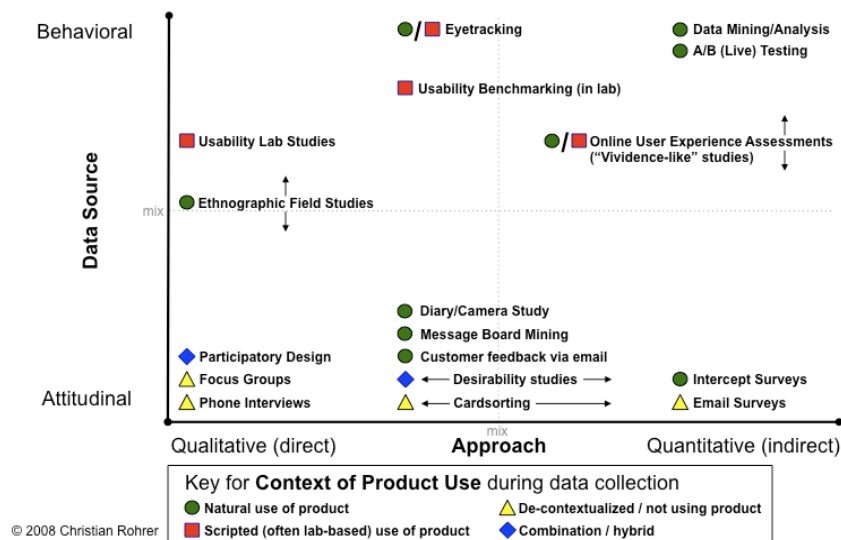 Behavioral
/ Eyetracking
Data Mining/Analysis
A/B (Live) Testing
Usability Benchmarking (in lab)
Usability Lab Studies
/ Online User Experience Assessments
(“Vividence-like” studies)
Ethnographic Field Studies
mix
Data Source
Diary/Camera Study
Message Board Mining
Participatory Design
Customer feedback via email
Focus Groups
Desirability studies
Intercept Surveys
Attitudinal
Phone Interviews
Cardsorting
Email Surveys
mix
Qualitative (direct)
Approach
Quantitative (indirect)
Key for Context of Product Use during data collection
Natural use of product
De-contextualized / not using product
Scripted (often lab-based) use of product
Combination / hybrid
© 2008 Christian Rohrer